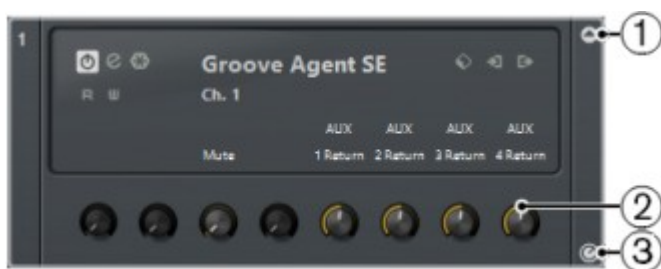 1
Groove Agent SE
R W
Ch. 1
AUX AUX AUX AUX
Mute 1 Return 2 Return 3 Return 4 Return
1
2
3